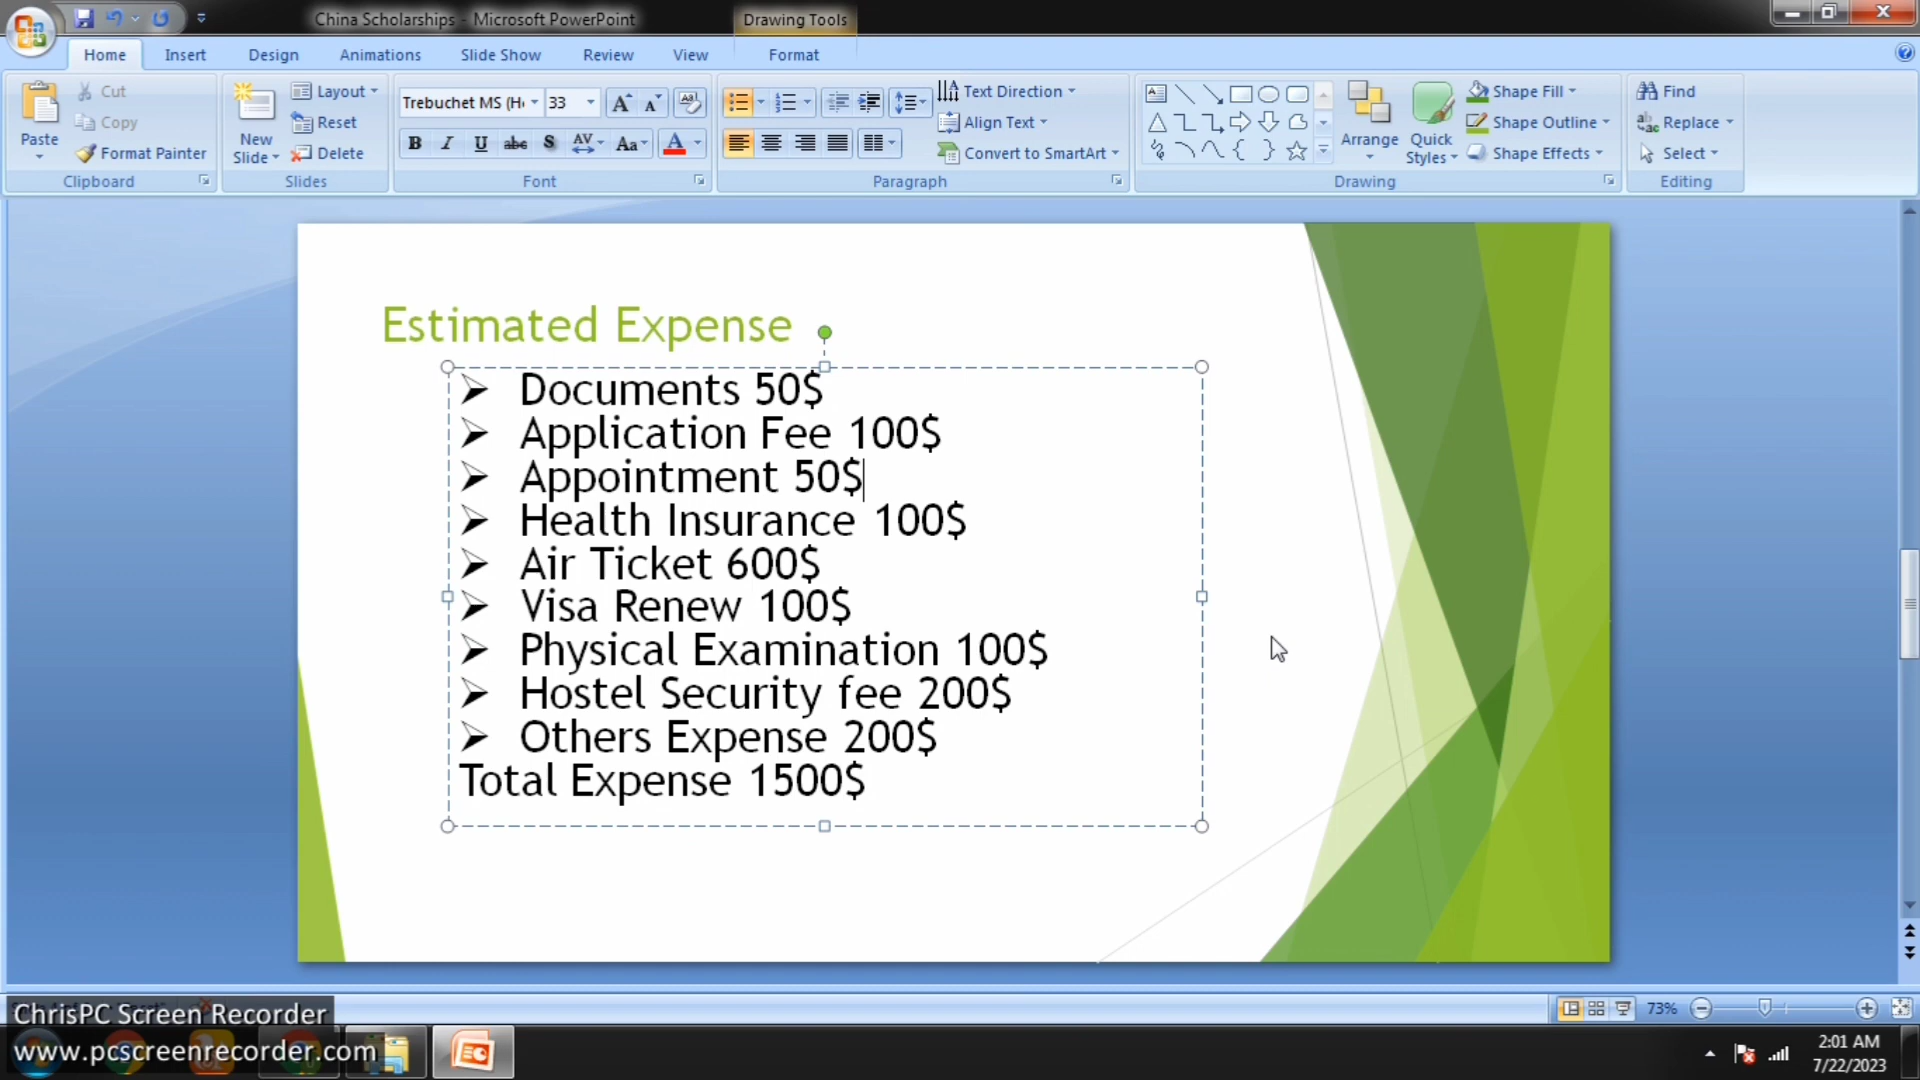 China Scholarships - Microsoft PowerPoint
Drawing Tools
Home
Insert
Design
Animations
Slide Show
Review
View
Format
Paste
Cut
Copy
Format Painter
Clipboard
New
Slide
Layout
Reset
Delete
Slides
Trebuchet MS (H
33
B I U abc S AV Aa A
Font
Text Direction
Align Text
Convert to SmartArt
Paragraph
Arrange
Quick
Styles
Shape Fill
Shape Outline
Shape Effects
Drawing
Find
Replace
Select
Editing
Estimated Expense
Documents 50$
Application Fee 100$
Appointment 50$
Health Insurance 100$
Air Ticket 600$
Visa Renew 100$
Physical Examination 100$
Hostel Security fee 200$
Others Expense 200$
Total Expense 1500$
73%
ChrisPC Screen Recorder
www.pcscreenrecorder.com
2:01 AM
7/22/2023